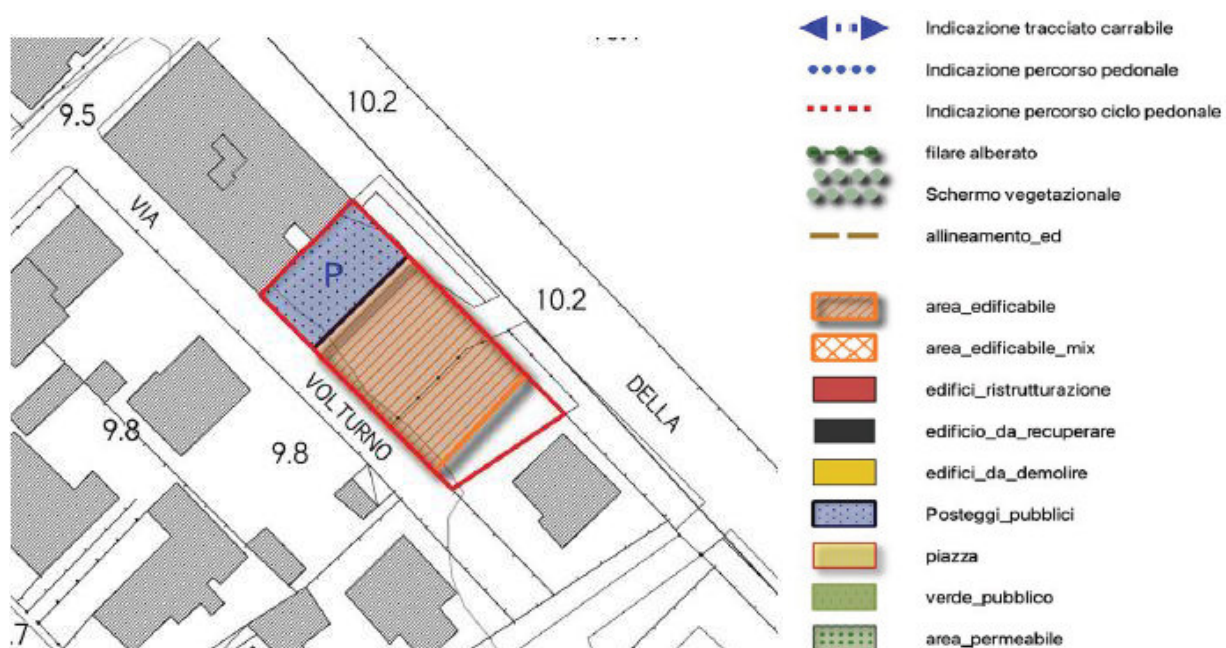 10.2
9.5
VIA
P
10.2
VOLTURNO
DELLA
9.8
9.8
.7
Indicazione tracciato carrabile
Indicazione percorso pedonale
Indicazione percorso ciclo pedonale
filare alberato
Schermo vegetazionale
allineamento_ed
area_edificabile
area_edificabile_mix
edifici_ristrutturazione
edificio_da_recuperare
edifici_da_demolire
Posteggi_pubblici
piazza
verde_pubblico
area_permeabile